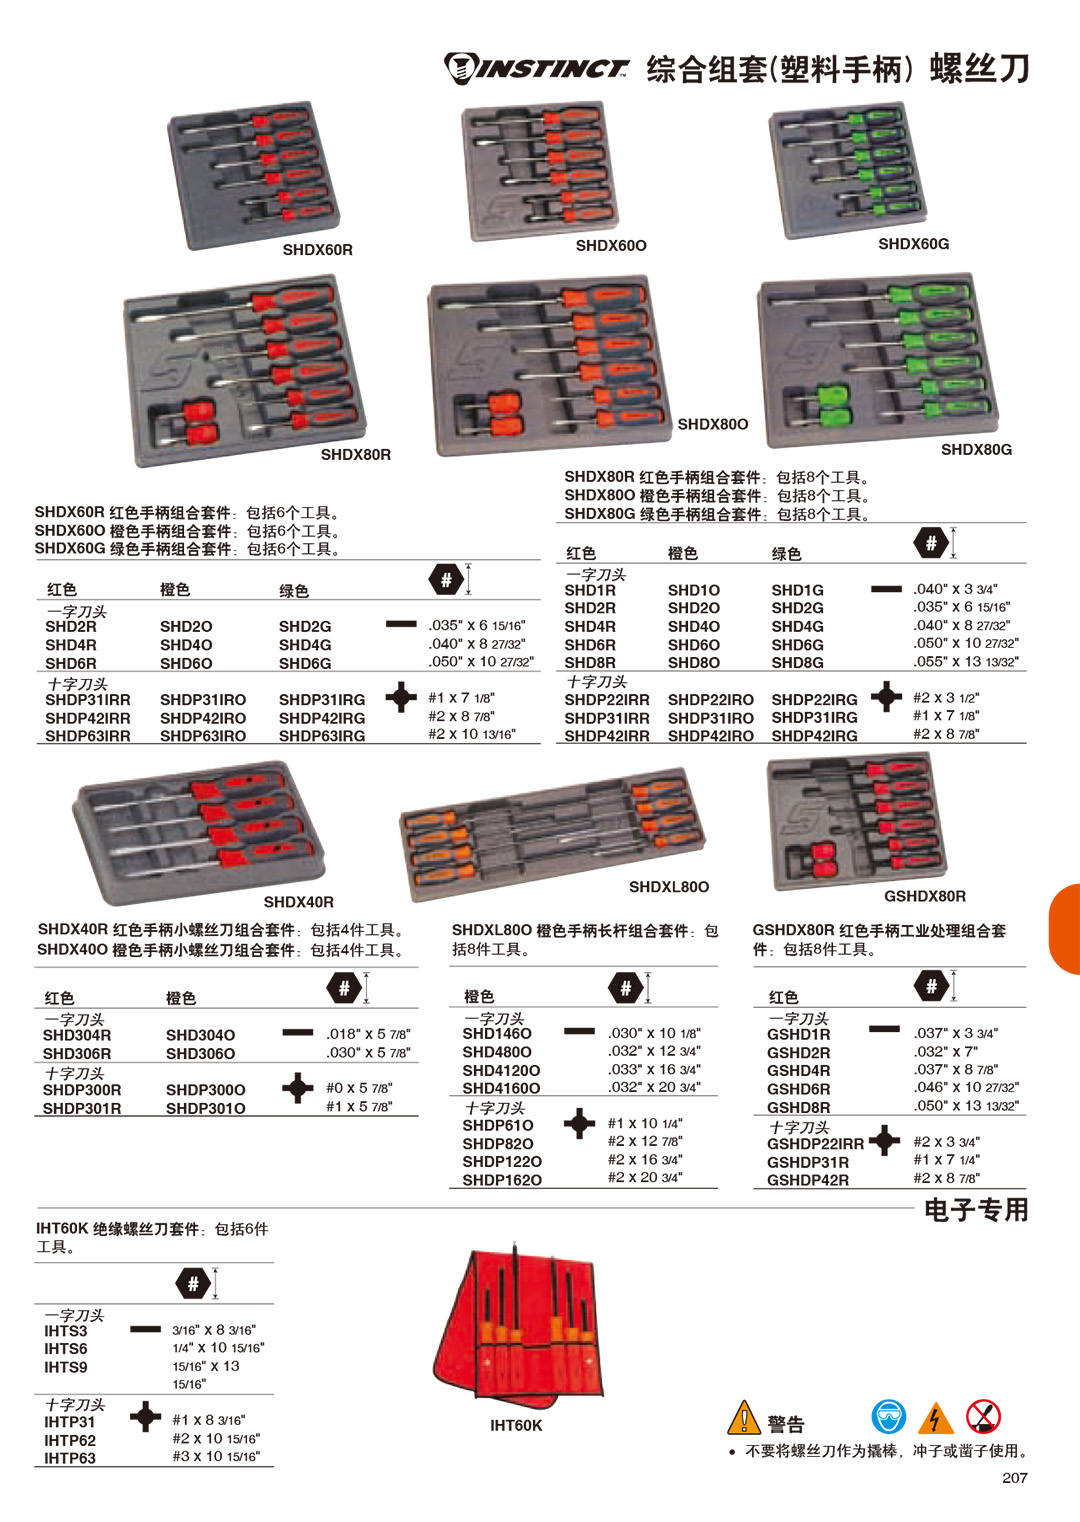 INSTINCT™ 综合组套(塑料手柄) 螺丝刀
SHDX60R
SHDX60O
SHDX60G
SHDX80R
SHDX80O
SHDX80G
SHDX60R 红色手柄组合套件：包括6个工具。
SHDX60O 橙色手柄组合套件：包括6个工具。
SHDX60G 绿色手柄组合套件：包括6个工具。
红色 橙色 绿色 #
一字刀头
SHD2R SHD2O SHD2G .035" x 6 15/16"
SHD4R SHD4O SHD4G .040" x 8 27/32"
SHD6R SHD6O SHD6G .050" x 10 27/32"
十字刀头
SHDP31IRR SHDP31IRO SHDP31IRG #1 x 7 1/8"
SHDP42IRR SHDP42IRO SHDP42IRG #2 x 8 7/8"
SHDP63IRR SHDP63IRO SHDP63IRG #2 x 10 13/16"
SHDX80R 红色手柄组合套件：包括8个工具。
SHDX80O 橙色手柄组合套件：包括8个工具。
SHDX80G 绿色手柄组合套件：包括8个工具。
红色 橙色 绿色 #
一字刀头
SHD1R SHD1O SHD1G .040" x 3 3/4"
SHD2R SHD2O SHD2G .035" x 6 15/16"
SHD4R SHD4O SHD4G .040" x 8 27/32"
SHD6R SHD6O SHD6G .050" x 10 27/32"
SHD8R SHD8O SHD8G .055" x 13 13/32"
十字刀头
SHDP22IRR SHDP22IRO SHDP22IRG #2 x 3 1/2"
SHDP31IRR SHDP31IRO SHDP31IRG #1 x 7 1/8"
SHDP42IRR SHDP42IRO SHDP42IRG #2 x 8 7/8"
SHDX40R
SHDXL80O
GSHDX80R
SHDX40R 红色手柄小螺丝刀组合套件：包括4件工具。
SHDX40O 橙色手柄小螺丝刀组合套件：包括4件工具。
红色 橙色 #
一字刀头
SHD304R SHD304O .018" x 5 7/8"
SHD306R SHD306O .030" x 5 7/8"
十字刀头
SHDP300R SHDP300O #0 x 5 7/8"
SHDP301R SHDP301O #1 x 5 7/8"
SHDXL80O 橙色手柄长杆组合套件：包
括8件工具。
橙色 #
一字刀头
SHD146O .030" x 10 1/8"
SHD480O .032" x 12 3/4"
SHD4120O .033" x 16 3/4"
SHD4160O .032" x 20 3/4"
十字刀头
SHDP61O #1 x 10 1/4"
SHDP82O #2 x 12 7/8"
SHDP122O #2 x 16 3/4"
SHDP162O #2 x 20 3/4"
GSHDX80R 红色手柄工业处理组合套
件：包括8件工具。
红色 #
一字刀头
GSHD1R .037" x 3 3/4"
GSHD2R .032" x 7"
GSHD4R .037" x 8 7/8"
GSHD6R .046" x 10 27/32"
GSHD8R .050" x 13 13/32"
十字刀头
GSHDP22IRR #2 x 3 3/4"
GSHDP31R #1 x 7 1/4"
GSHDP42R #2 x 8 7/8"
电子专用
IHT60K 绝缘螺丝刀套件：包括6件
工具。
#
一字刀头
IHTS3 3/16" x 8 3/16"
IHTS6 1/4" x 10 15/16"
IHTS9 15/16" x 13
15/16"
十字刀头
IHTP31 #1 x 8 3/16"
IHTP62 #2 x 10 15/16"
IHTP63 #3 x 10 15/16"
IHT60K
警告
• 不要将螺丝刀作为撬棒，冲子或凿子使用。
207